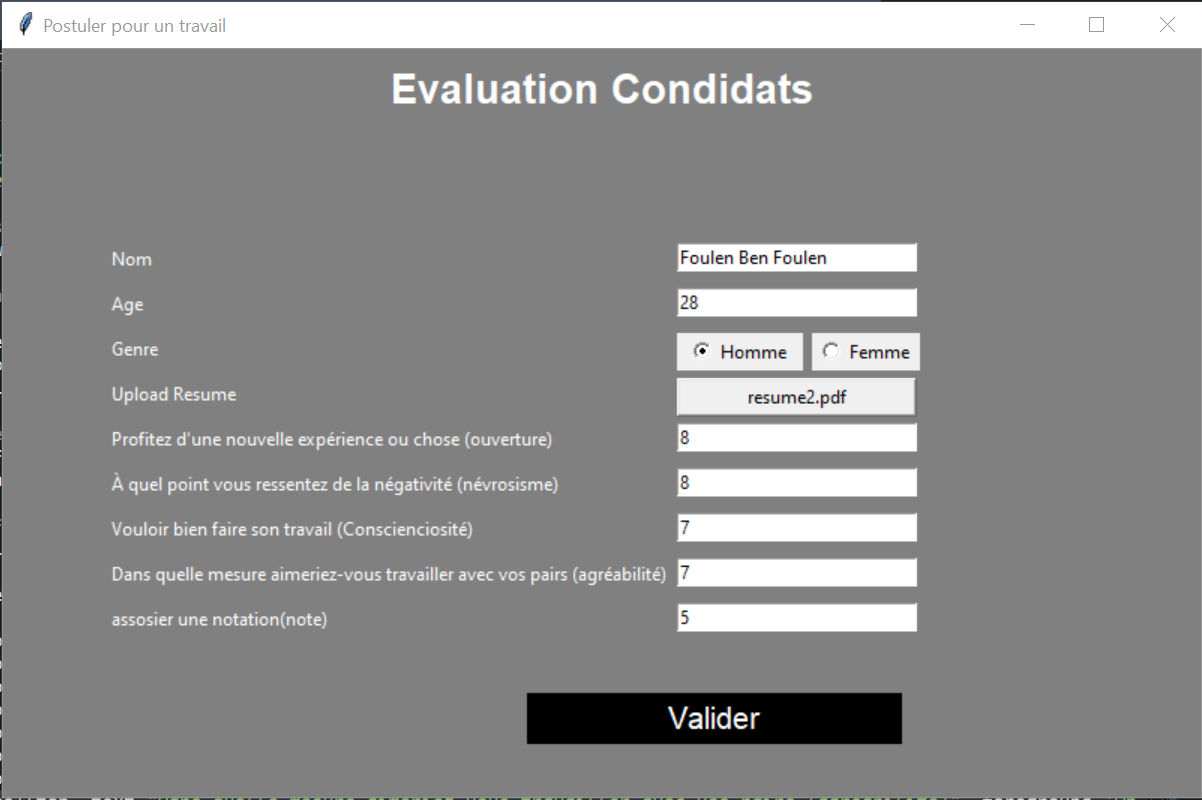 Postuler pour un travail
Evaluation Condidats
Nom Foulen Ben Foulen
Age 28
Genre Homme Femme
Upload Resume resume2.pdf
Profitez d'une nouvelle expérience ou chose (ouverture) 8
À quel point vous ressentez de la négativité (névrosisme) 8
Vouloir bien faire son travail (Conscienciosité) 7
Dans quelle mesure aimeriez-vous travailler avec vos pairs (agréabilité) 7
assosier une notation(note) 5
Valider